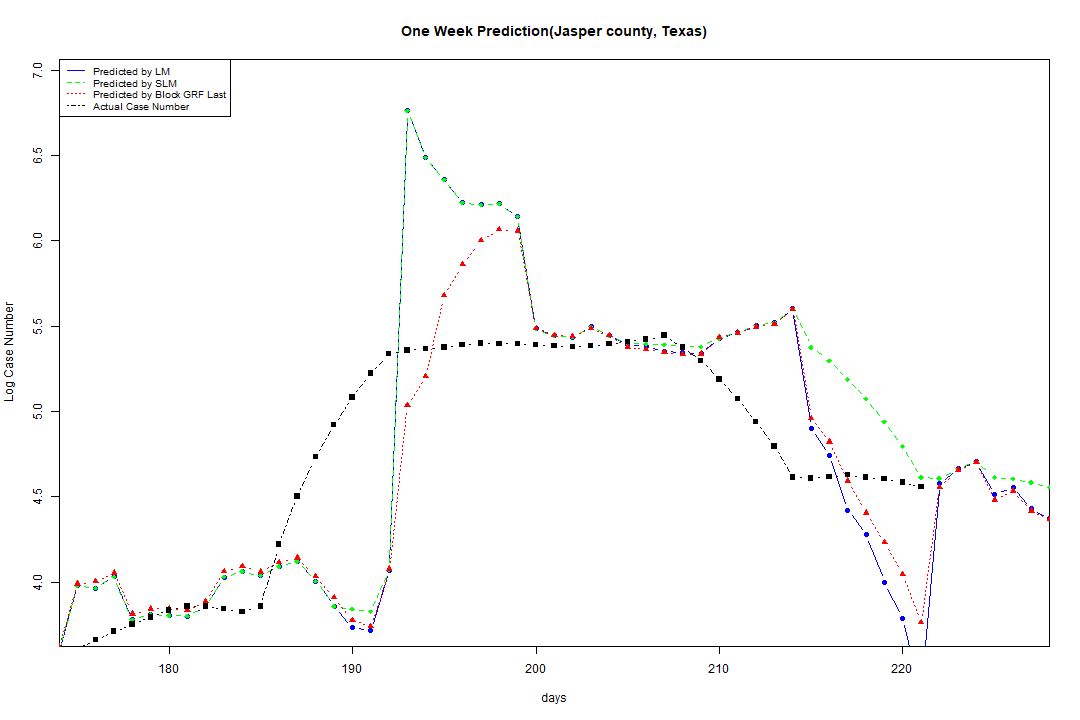 One Week Prediction(Jasper county, Texas)
Predicted by LM
Predicted by SLM
Predicted by Block GRF Last
Actual Case Number
7.0
6.5
6.0
5.5
5.0
4.5
4.0
Log Case Number
180 190 200 210 220
days